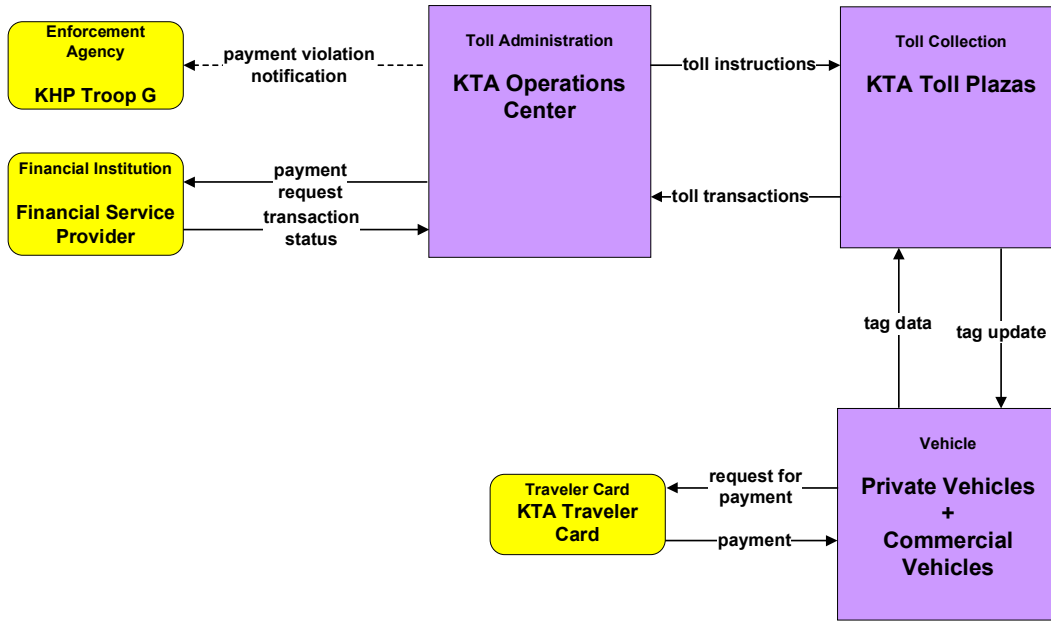 Enforcement
Agency
KHP Troop G
payment violation
notification
Toll Administration
KTA Operations
Center
toll instructions
Toll Collection
KTA Toll Plazas
Financial Institution
Financial Service
Provider
payment
request
transaction
status
toll transactions
tag data
tag update
Traveler Card
KTA Traveler
Card
request for
payment
payment
Vehicle
Private Vehicles
+
Commercial
Vehicles